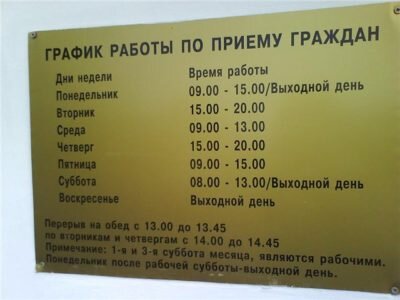 ГРАФИК РАБОТЫ ПО ПРИЕМУ ГРАЖДАН
Дни недели Время работы
Понедельник 09.00 - 15.00/Выходной день
Вторник 15.00 - 20.00
Среда 09.00 - 13.00
Четверг 15.00 - 20.00
Пятница 09.00 - 15.00
Суббота 08.00 - 13.00/Выходной день
Воскресенье Выходной день
Перерыв на обед с 13.00 до 13.45
по вторникам и четвергам с 14.00 до 14.45
Примечание: 1-я и 3-я суббота месяца, являются рабочими.
Понедельник после рабочей субботы-выходной день.